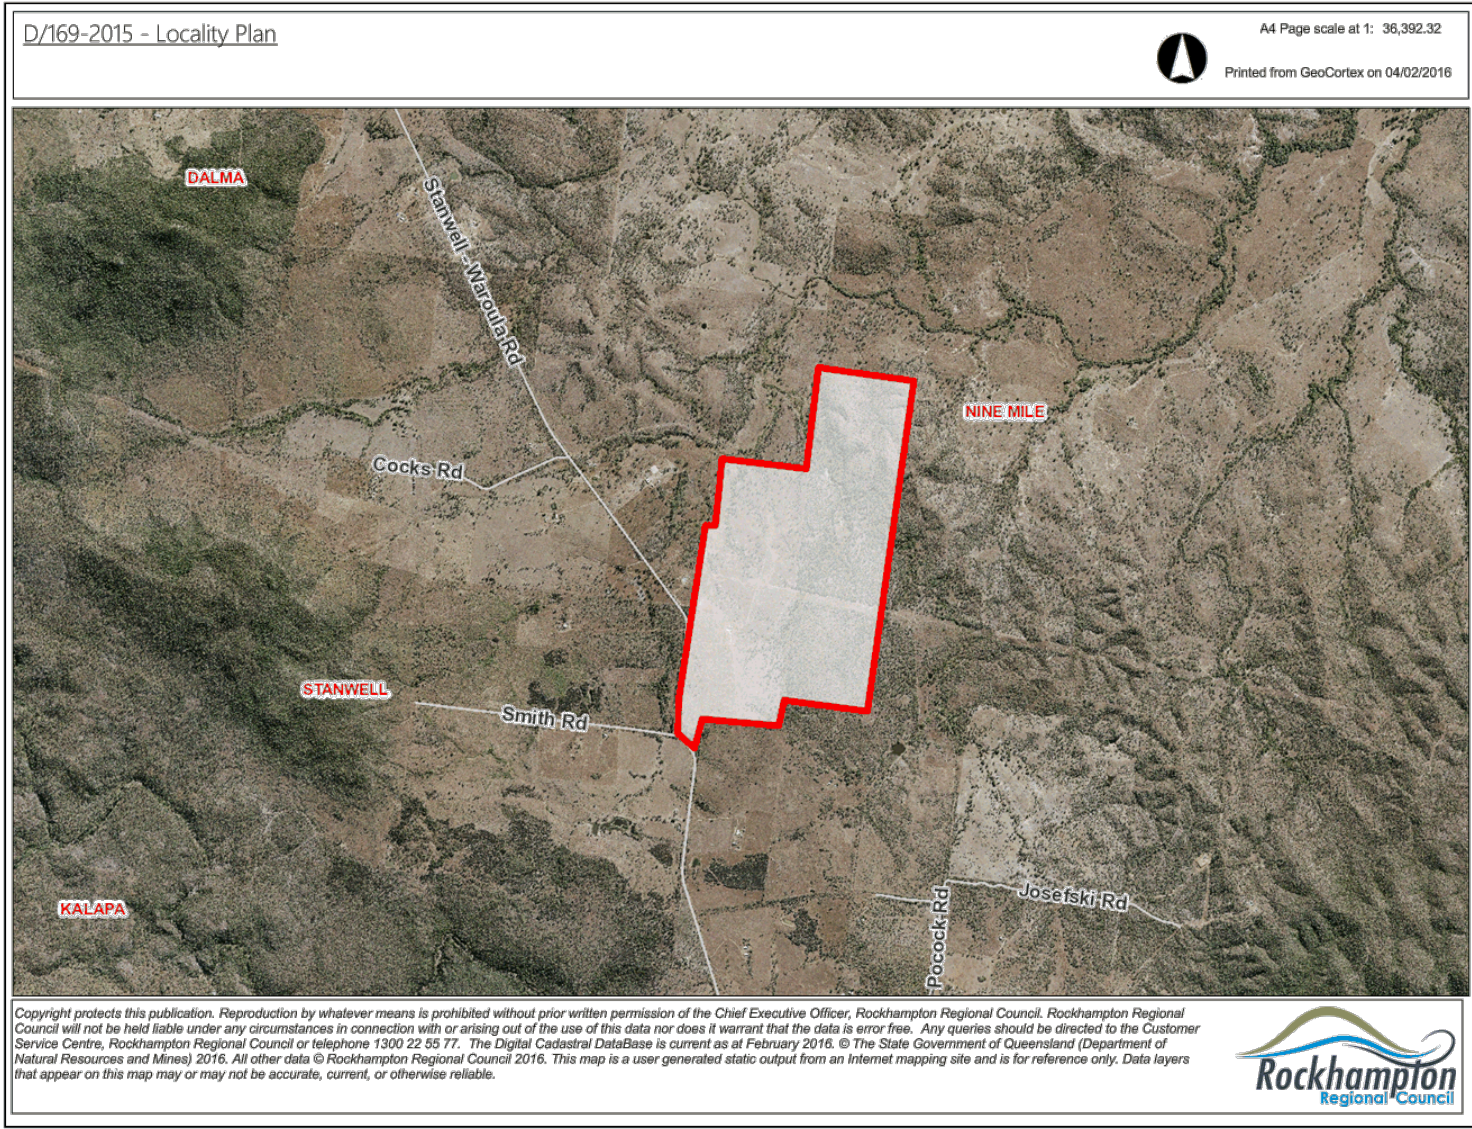 D/169-2015 - Locality Plan
A4 Page scale at 1: 36,392.32
Printed from GeoCortex on 04/02/2016
DALMA
Stanwell - Waroula Rd
NINE MILE
Cocks Rd
STANWELL
Smith Rd
KALAPA
Josefski Rd
Pocock Rd
Copyright protects this publication. Reproduction by whatever means is prohibited without prior written permission of the Chief Executive Officer, Rockhampton Regional Council. Rockhampton Regional
Council will not be held liable under any circumstances in connection with or arising out of the use of this data nor does it warrant that the data is error free. Any queries should be directed to the Customer
Service Centre, Rockhampton Regional Council or telephone 1300 22 55 77. The Digital Cadastral DataBase is current as at February 2016. © The State Government of Queensland (Department of
Natural Resources and Mines) 2016. All other data © Rockhampton Regional Council 2016. This map is a user generated static output from an Internet mapping site and is for reference only. Data layers
that appear on this map may or may not be accurate, current, or otherwise reliable.
Rockhampton
Regional Council